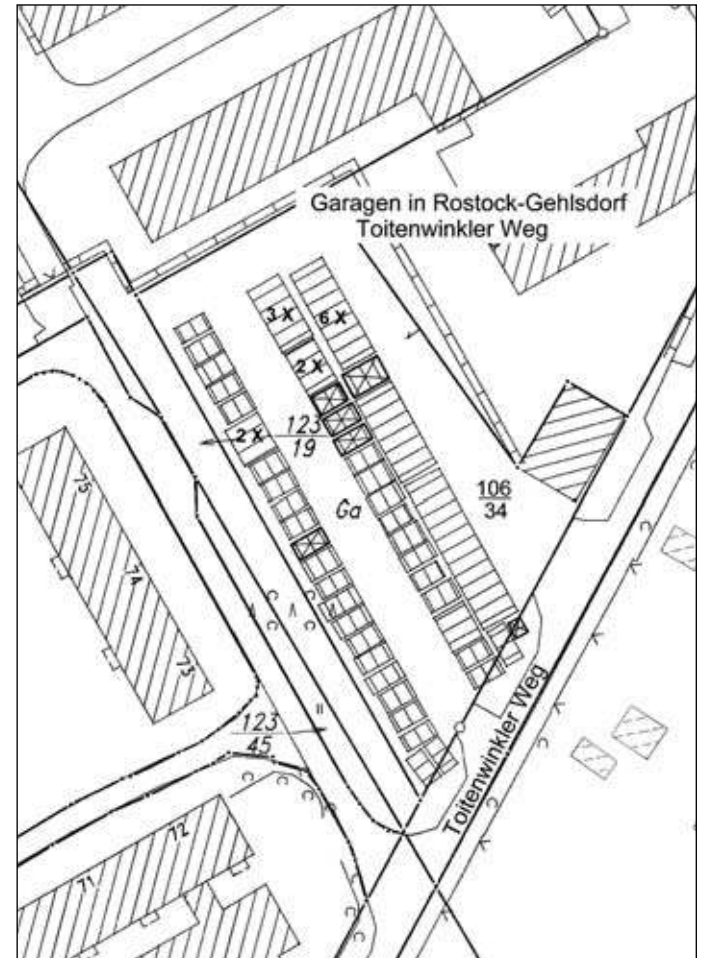 Garagen in Rostock-Gehlsdorf
Toitenwinkler Weg
3 X
6 X
2 X
123
19
2 X
106
34
Ga
75
74
73
123
45
Toitenwinkler Weg
72
71